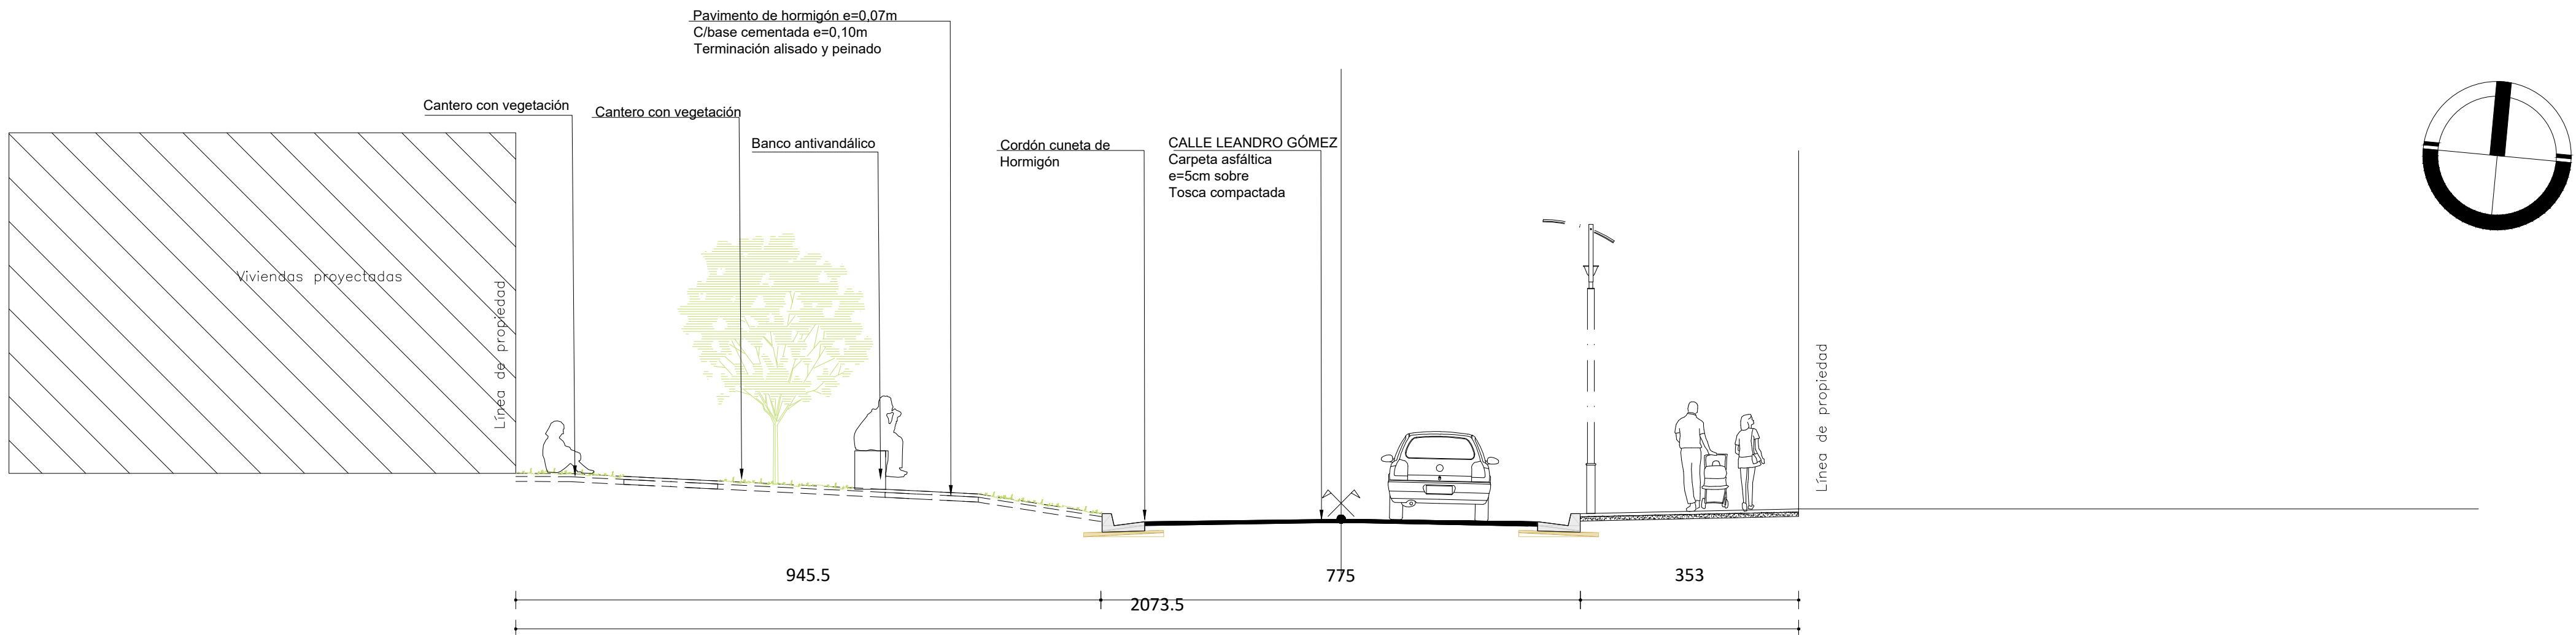 Pavimento de hormigón e=0,07m
C/base cementada e=0,10m
Terminación alisado y peinado
Cantero con vegetación
Cantero con vegetación
Banco antivandálico
Cordón cuneta de
Hormigón
CALLE LEANDRO GÓMEZ
Carpeta asfáltica
e=5cm sobre
Tosca compactada
Viviendas proyectadas
Línea de propiedad
Línea de propiedad
945.5
775
353
2073.5